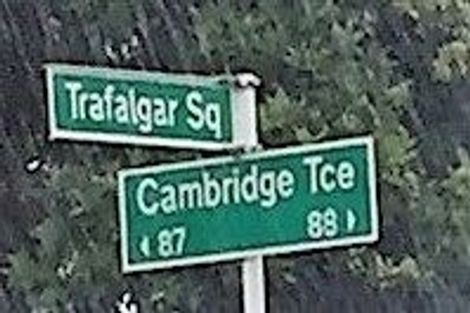 Trafalgar Sq
Cambridge Tce
87 88